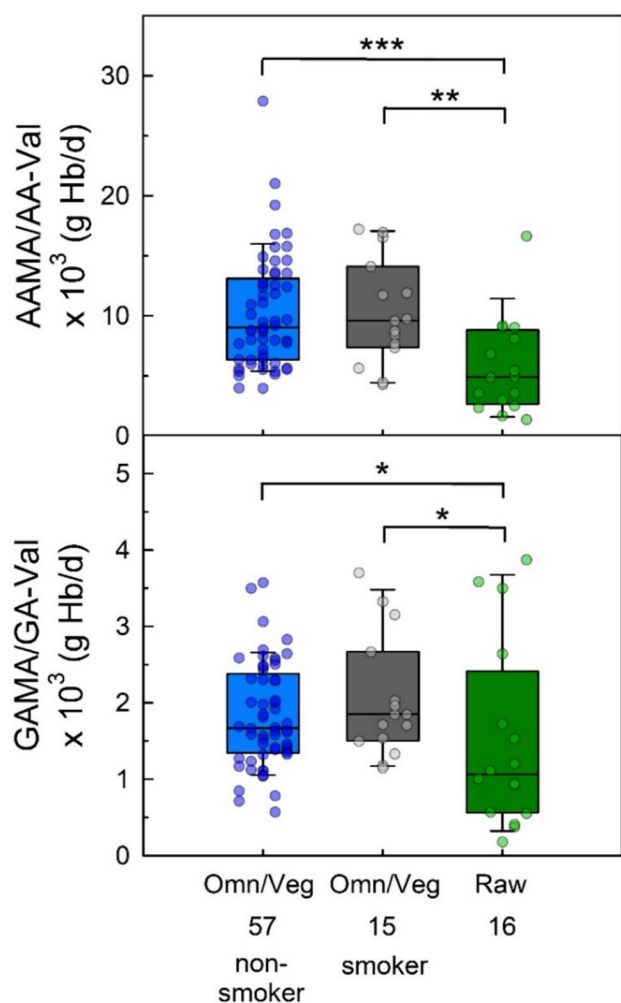 AAMA/AA-Val
x 10³ (g Hb/d)
30
20
10
0
***
**
GAMA/GA-Val
x 10³ (g Hb/d)
5
4
3
2
1
0
*
*
Omn/Veg Omn/Veg Raw
57 15 16
non- smoker
smoker